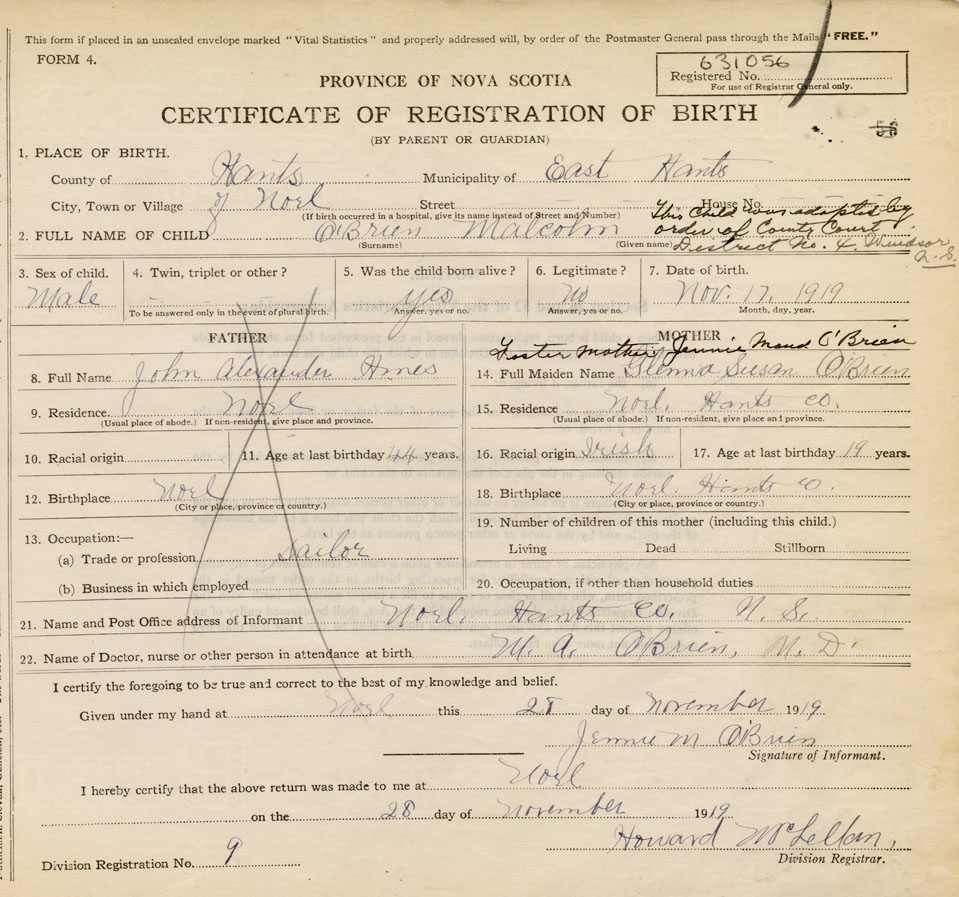 This form if placed in an unsealed envelope marked "Vital Statistics" and properly addressed will, by order of the Postmaster General pass through the Mails "FREE."
FORM 4.
631056
Registered No.
For use of Registrar General only.
PROVINCE OF NOVA SCOTIA
CERTIFICATE OF REGISTRATION OF BIRTH
(BY PARENT OR GUARDIAN)
56
1. PLACE OF BIRTH.
County of Hants Municipality of East Hants
City, Town or Village of Noel Street House No.
(If birth occurred in a hospital, give its name instead of Street and Number)
This Child was adopted by
order of County Court
District No. 4. Windsor
N.S.
2. FULL NAME OF CHILD O'Brien Malcolm
(Surname) (Given name)
3. Sex of child. Male
4. Twin, triplet or other?
To be answered only in the event of plural birth.
5. Was the child born alive? yes
Answer, yes or no.
6. Legitimate? No
Answer, yes or no.
7. Date of birth. Nov. 17, 1919
Month, day, year.
FATHER
8. Full Name John Alexander Hines
9. Residence Noel
(Usual place of abode.) If non-resident, give place and province.
10. Racial origin 11. Age at last birthday 44 years.
12. Birthplace Noel
(City or place, province or country.)
13. Occupation:—
(a) Trade or profession Sailor
(b) Business in which employed
MOTHER
Foster Mother, Jennie Maud O'Brien
14. Full Maiden Name Glenna Susan O'Brien
15. Residence Noel, Hants Co.
(Usual place of abode.) If non-resident, give place and province.
16. Racial origin Irish 17. Age at last birthday 19 years.
18. Birthplace Noel, Hants Co.
(City or place, province or country.)
19. Number of children of this mother (including this child.)
Living Dead Stillborn
20. Occupation, if other than household duties
21. Name and Post Office address of Informant Noel, Hants Co. N.S.
22. Name of Doctor, nurse or other person in attendance at birth M. A. O'Brien, M.D.
I certify the foregoing to be true and correct to the best of my knowledge and belief.
Given under my hand at Noel this 28 day of November 1919
Jennie M O'Brien
Signature of Informant.
I hereby certify that the above return was made to me at Noel
on the 28 day of November 1919
Howard McLellan,
Division Registrar.
Division Registration No. 9